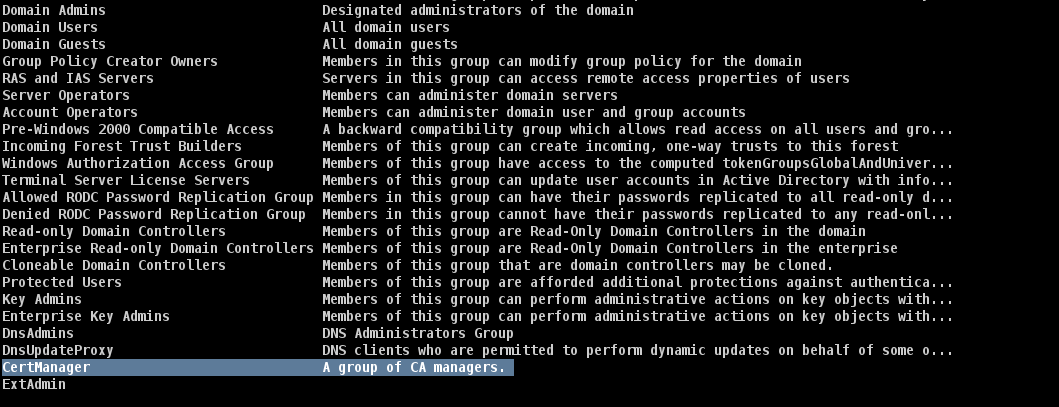 Domain Admins Designated administrators of the domain
Domain Users All domain users
Domain Guests All domain guests
Group Policy Creator Owners Members in this group can modify group policy for the domain
RAS and IAS Servers Servers in this group can access remote access properties of users
Server Operators Members can administer domain servers
Account Operators Members can administer domain user and group accounts
Pre-Windows 2000 Compatible Access A backward compatibility group which allows read access on all users and gro...
Incoming Forest Trust Builders Members of this group can create incoming, one-way trusts to this forest
Windows Authorization Access Group Members of this group have access to the computed tokenGroupsGlobalAndUniver...
Terminal Server License Servers Members of this group can update user accounts in Active Directory with info...
Allowed RODC Password Replication Group Members in this group can have their passwords replicated to all read-only d...
Denied RODC Password Replication Group Members in this group cannot have their passwords replicated to any read-onl...
Read-only Domain Controllers Members of this group are Read-Only Domain Controllers in the domain
Enterprise Read-only Domain Controllers Members of this group are Read-Only Domain Controllers in the enterprise
Cloneable Domain Controllers Members of this group that are domain controllers may be cloned.
Protected Users Members of this group are afforded additional protections against authentica...
Key Admins Members of this group can perform administrative actions on key objects with...
Enterprise Key Admins Members of this group can perform administrative actions on key objects with...
DnsAdmins DNS Administrators Group
DnsUpdateProxy DNS clients who are permitted to perform dynamic updates on behalf of some o...
CertManager A group of CA managers.
ExtAdmin